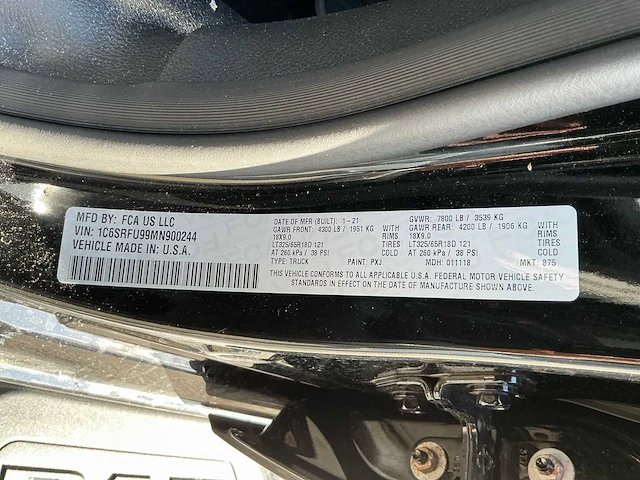 MFD BY: FCA US LLC
VIN: 1C6SRFU99MN900244
VEHICLE MADE IN U.S.A.
DATE OF MFR (BUILT): 1-21
GAWR FRONT: 4300 LB / 1951 KG
WITH TIRES
18X9.0 RIMS
LT325/65R18D 121
AT 260 kPa / 38 PSI COLD
GVWR: 7800 LB / 3539 KG
GAWR REAR: 4200 LB / 1906 KG
WITH TIRES
18X9.0 RIMS
LT325/65R18D 121
AT 260 kPa / 38 PSI COLD
TYPE: TRUCK PAINT: PXJ MDH: 011118 MKT: 875
THIS VEHICLE CONFORMS TO ALL APPLICABLE U.S.A. FEDERAL MOTOR VEHICLE SAFETY
STANDARDS IN EFFECT ON THE DATE OF MANUFACTURE SHOWN ABOVE.